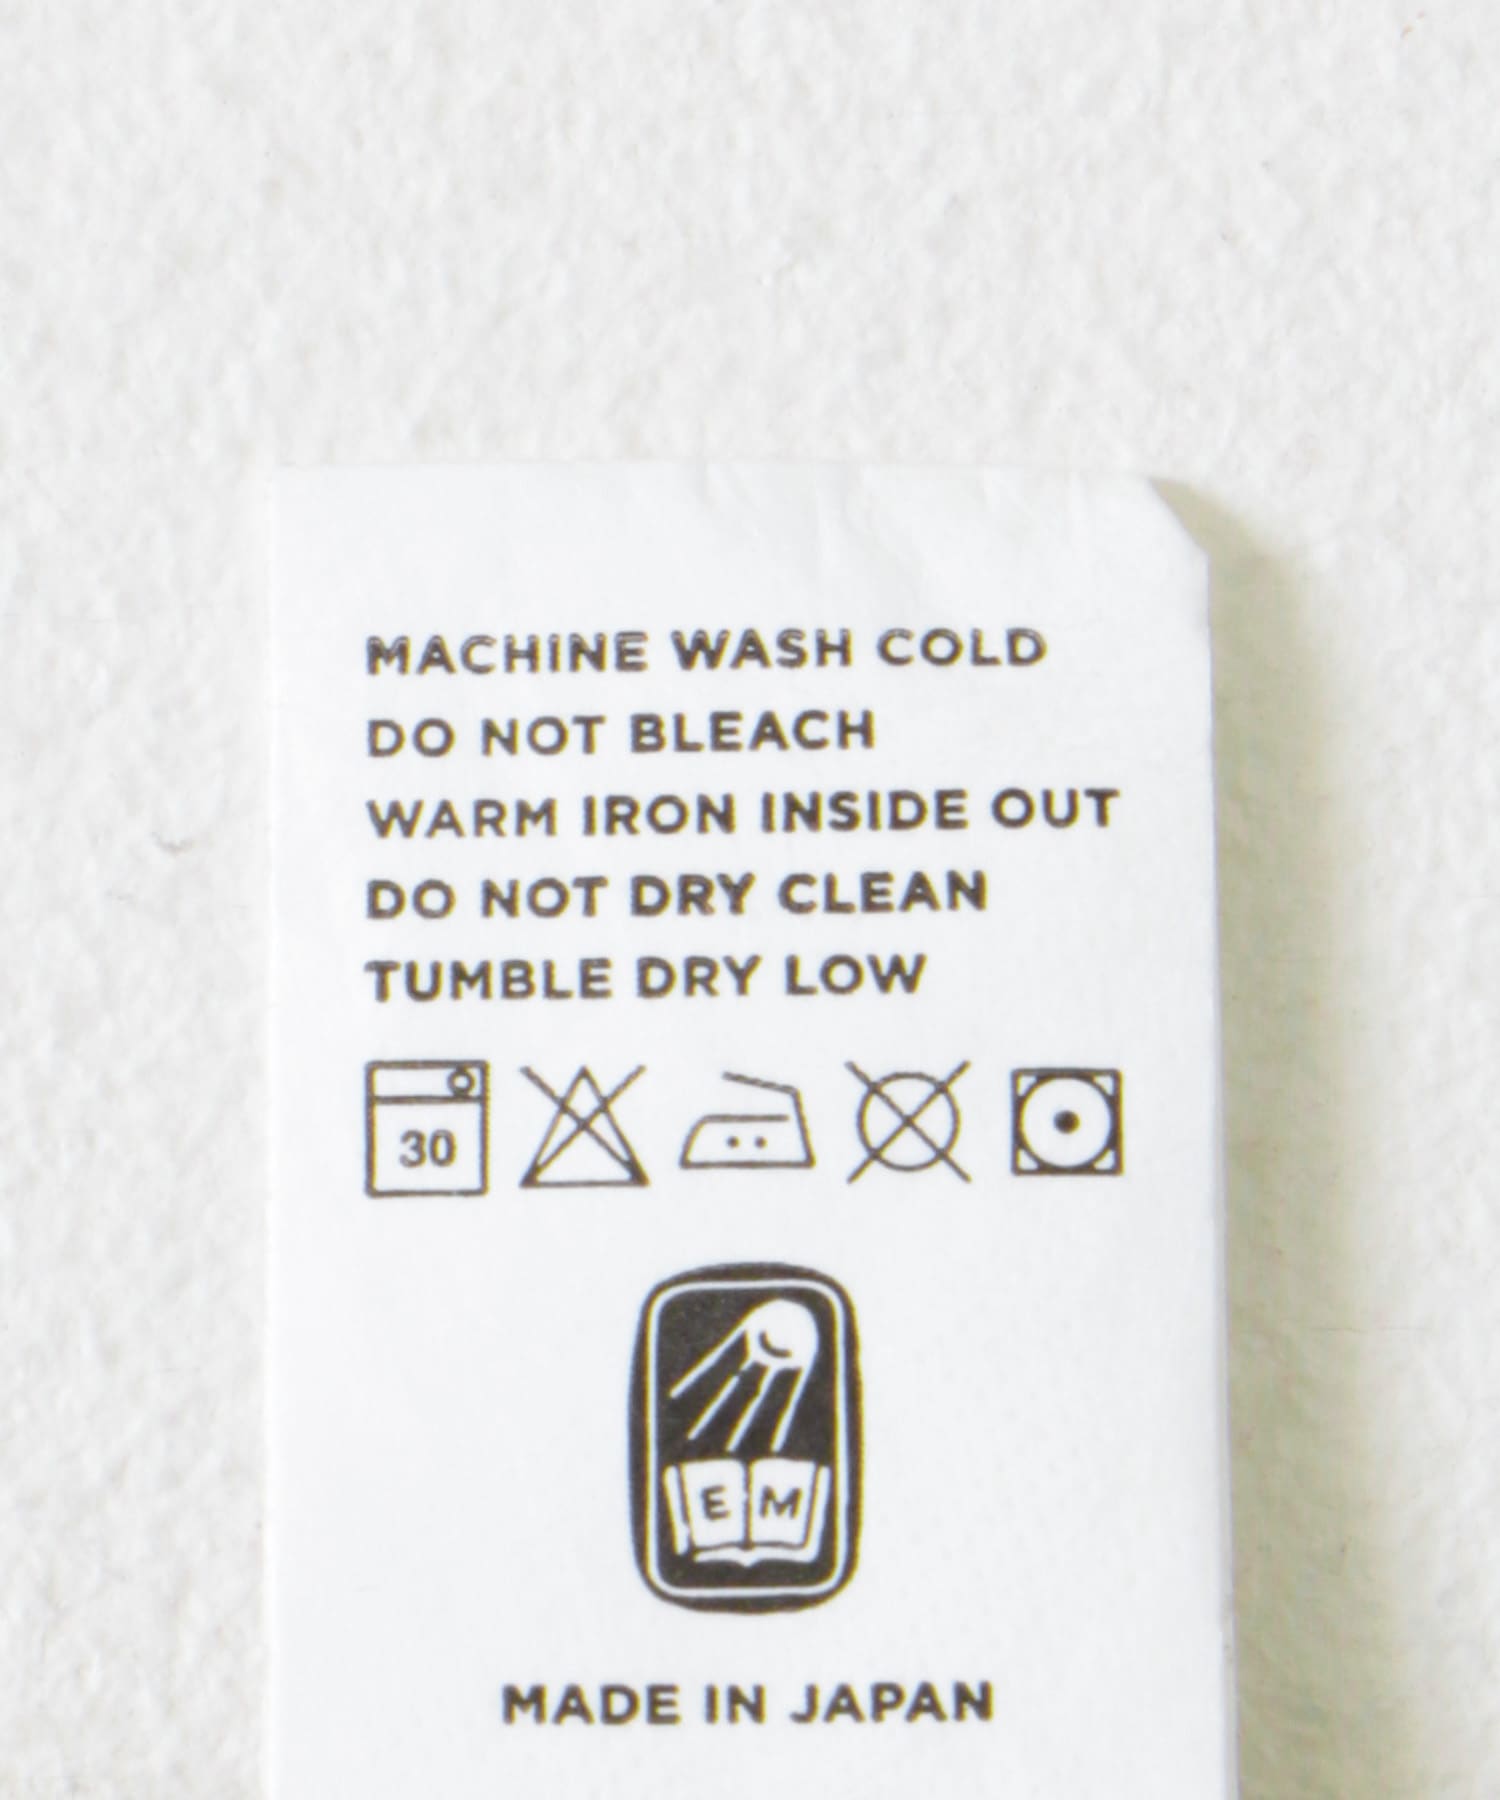 MACHINE WASH COLD
DO NOT BLEACH
WARM IRON INSIDE OUT
DO NOT DRY CLEAN
TUMBLE DRY LOW
30
E M
MADE IN JAPAN